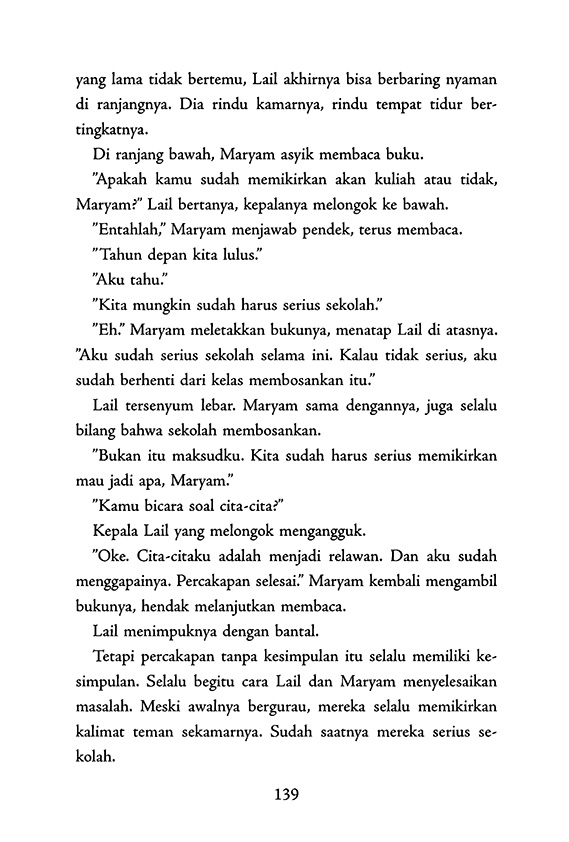 yang lama tidak bertemu, Lail akhirnya bisa berbaring nyaman
di ranjangnya. Dia rindu kamarnya, rindu tempat tidur ber-
tingkatnya.
Di ranjang bawah, Maryam asyik membaca buku.
"Apakah kamu sudah memikirkan akan kuliah atau tidak,
Maryam?" Lail bertanya, kepalanya melongok ke bawah.
"Entahlah," Maryam menjawab pendek, terus membaca.
"Tahun depan kita lulus."
"Aku tahu."
"Kita mungkin sudah harus serius sekolah."
"Eh." Maryam meletakkan bukunya, menatap Lail di atasnya.
"Aku sudah serius sekolah selama ini. Kalau tidak serius, aku
sudah berhenti dari kelas membosankan itu."
Lail tersenyum lebar. Maryam sama dengannya, juga selalu
bilang bahwa sekolah membosankan.
"Bukan itu maksudku. Kita sudah harus serius memikirkan
mau jadi apa, Maryam."
"Kamu bicara soal cita-cita?"
Kepala Lail yang melongok mengangguk.
"Oke. Cita-citaku adalah menjadi relawan. Dan aku sudah
menggapainya. Percakapan selesai." Maryam kembali mengambil
bukunya, hendak melanjutkan membaca.
Lail menimpuknya dengan bantal.
Tetapi percakapan tanpa kesimpulan itu selalu memiliki ke-
simpulan. Selalu begitu cara Lail dan Maryam menyelesaikan
masalah. Meski awalnya bergurau, mereka selalu memikirkan
kalimat teman sekamarnya. Sudah saatnya mereka serius se-
kolah.
139